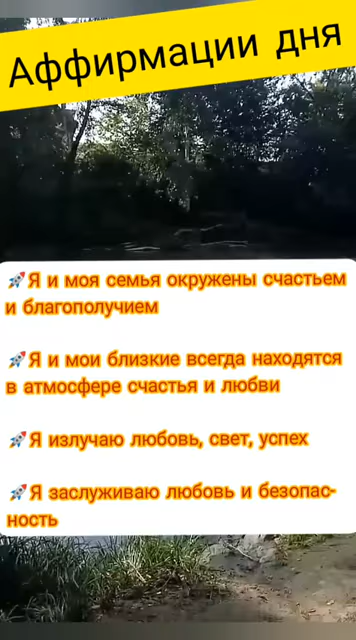 Аффирмации дня
🚀Я и моя семья окружены счастьем
и благополучием
🚀Я и мои близкие всегда находятся
в атмосфере счастья и любви
🚀Я излучаю любовь, свет, успех
🚀Я заслуживаю любовь и безопас-
ность